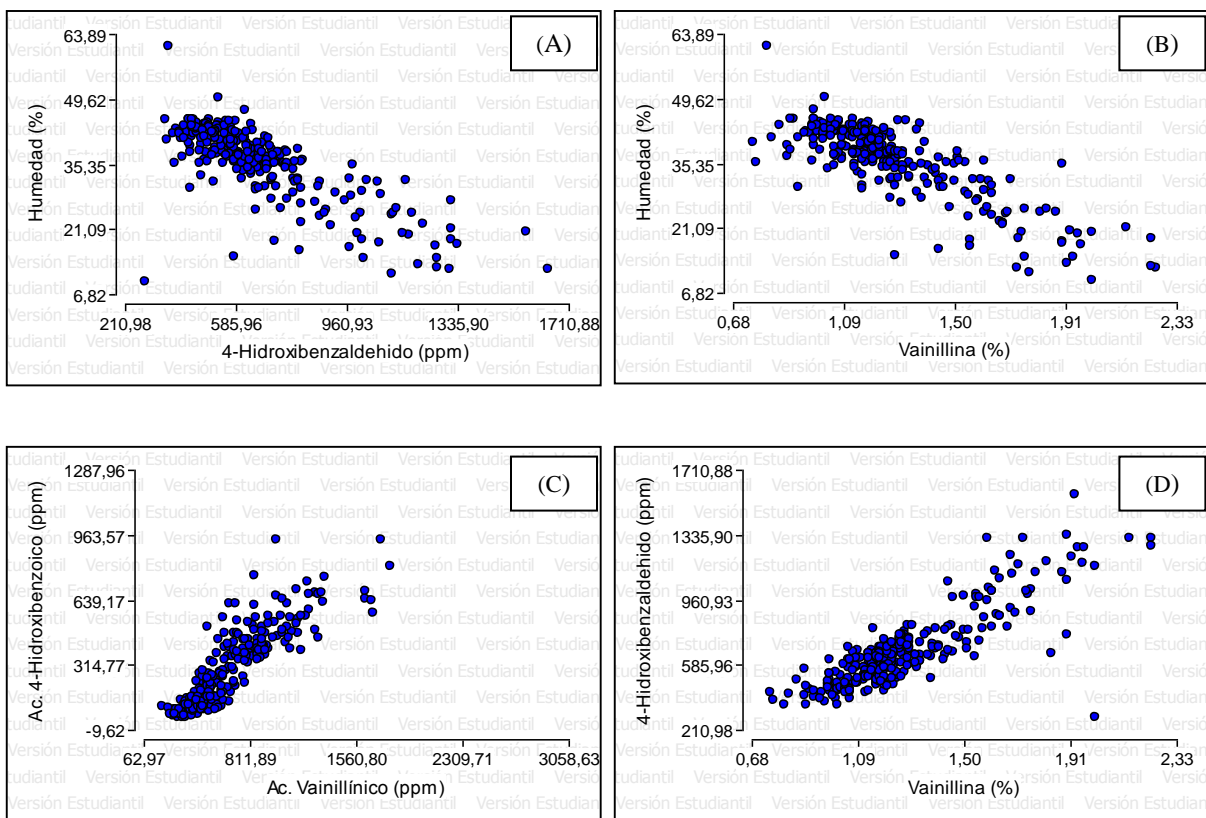 (A)
Humedad (%)
63,89
49,62
35,35
21,09
6,82
210,98 585,96 960,93 1335,90 1710,88
4-Hidroxibenzaldehido (ppm)
(B)
Humedad (%)
63,89
49,62
35,35
21,09
6,82
0,68 1,09 1,50 1,91 2,33
Vainillina (%)
(C)
Ac. 4-Hidroxibenzoico (ppm)
1287,96
963,57
639,17
314,77
-9,62
62,97 811,89 1560,80 2309,71 3058,63
Ac. Vainillínico (ppm)
(D)
4-Hidroxibenzaldehido (ppm)
1710,88
1335,90
960,93
585,96
210,98
0,68 1,09 1,50 1,91 2,33
Vainillina (%)
Versión Estudiantil